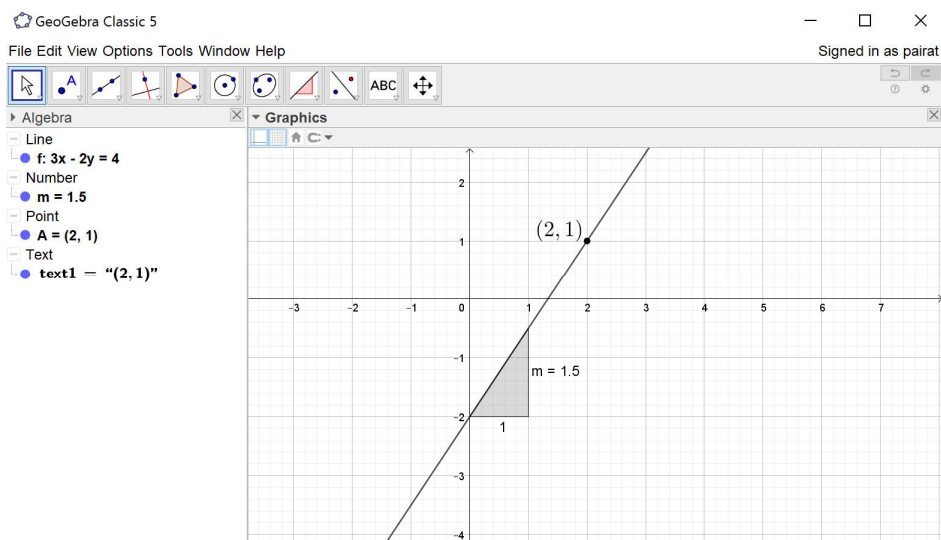 GeoGebra Classic 5
File Edit View Options Tools Window Help
Signed in as pairat
ABC
Algebra
Graphics
Line
f: 3x - 2y = 4
Number
m = 1.5
Point
A = (2, 1)
Text
text1 = “(2, 1)”
2
(2, 1)
1
-3 -2 -1 0 1 2 3 4 5 6 7
-1
m = 1.5
-2
1
-3
-4